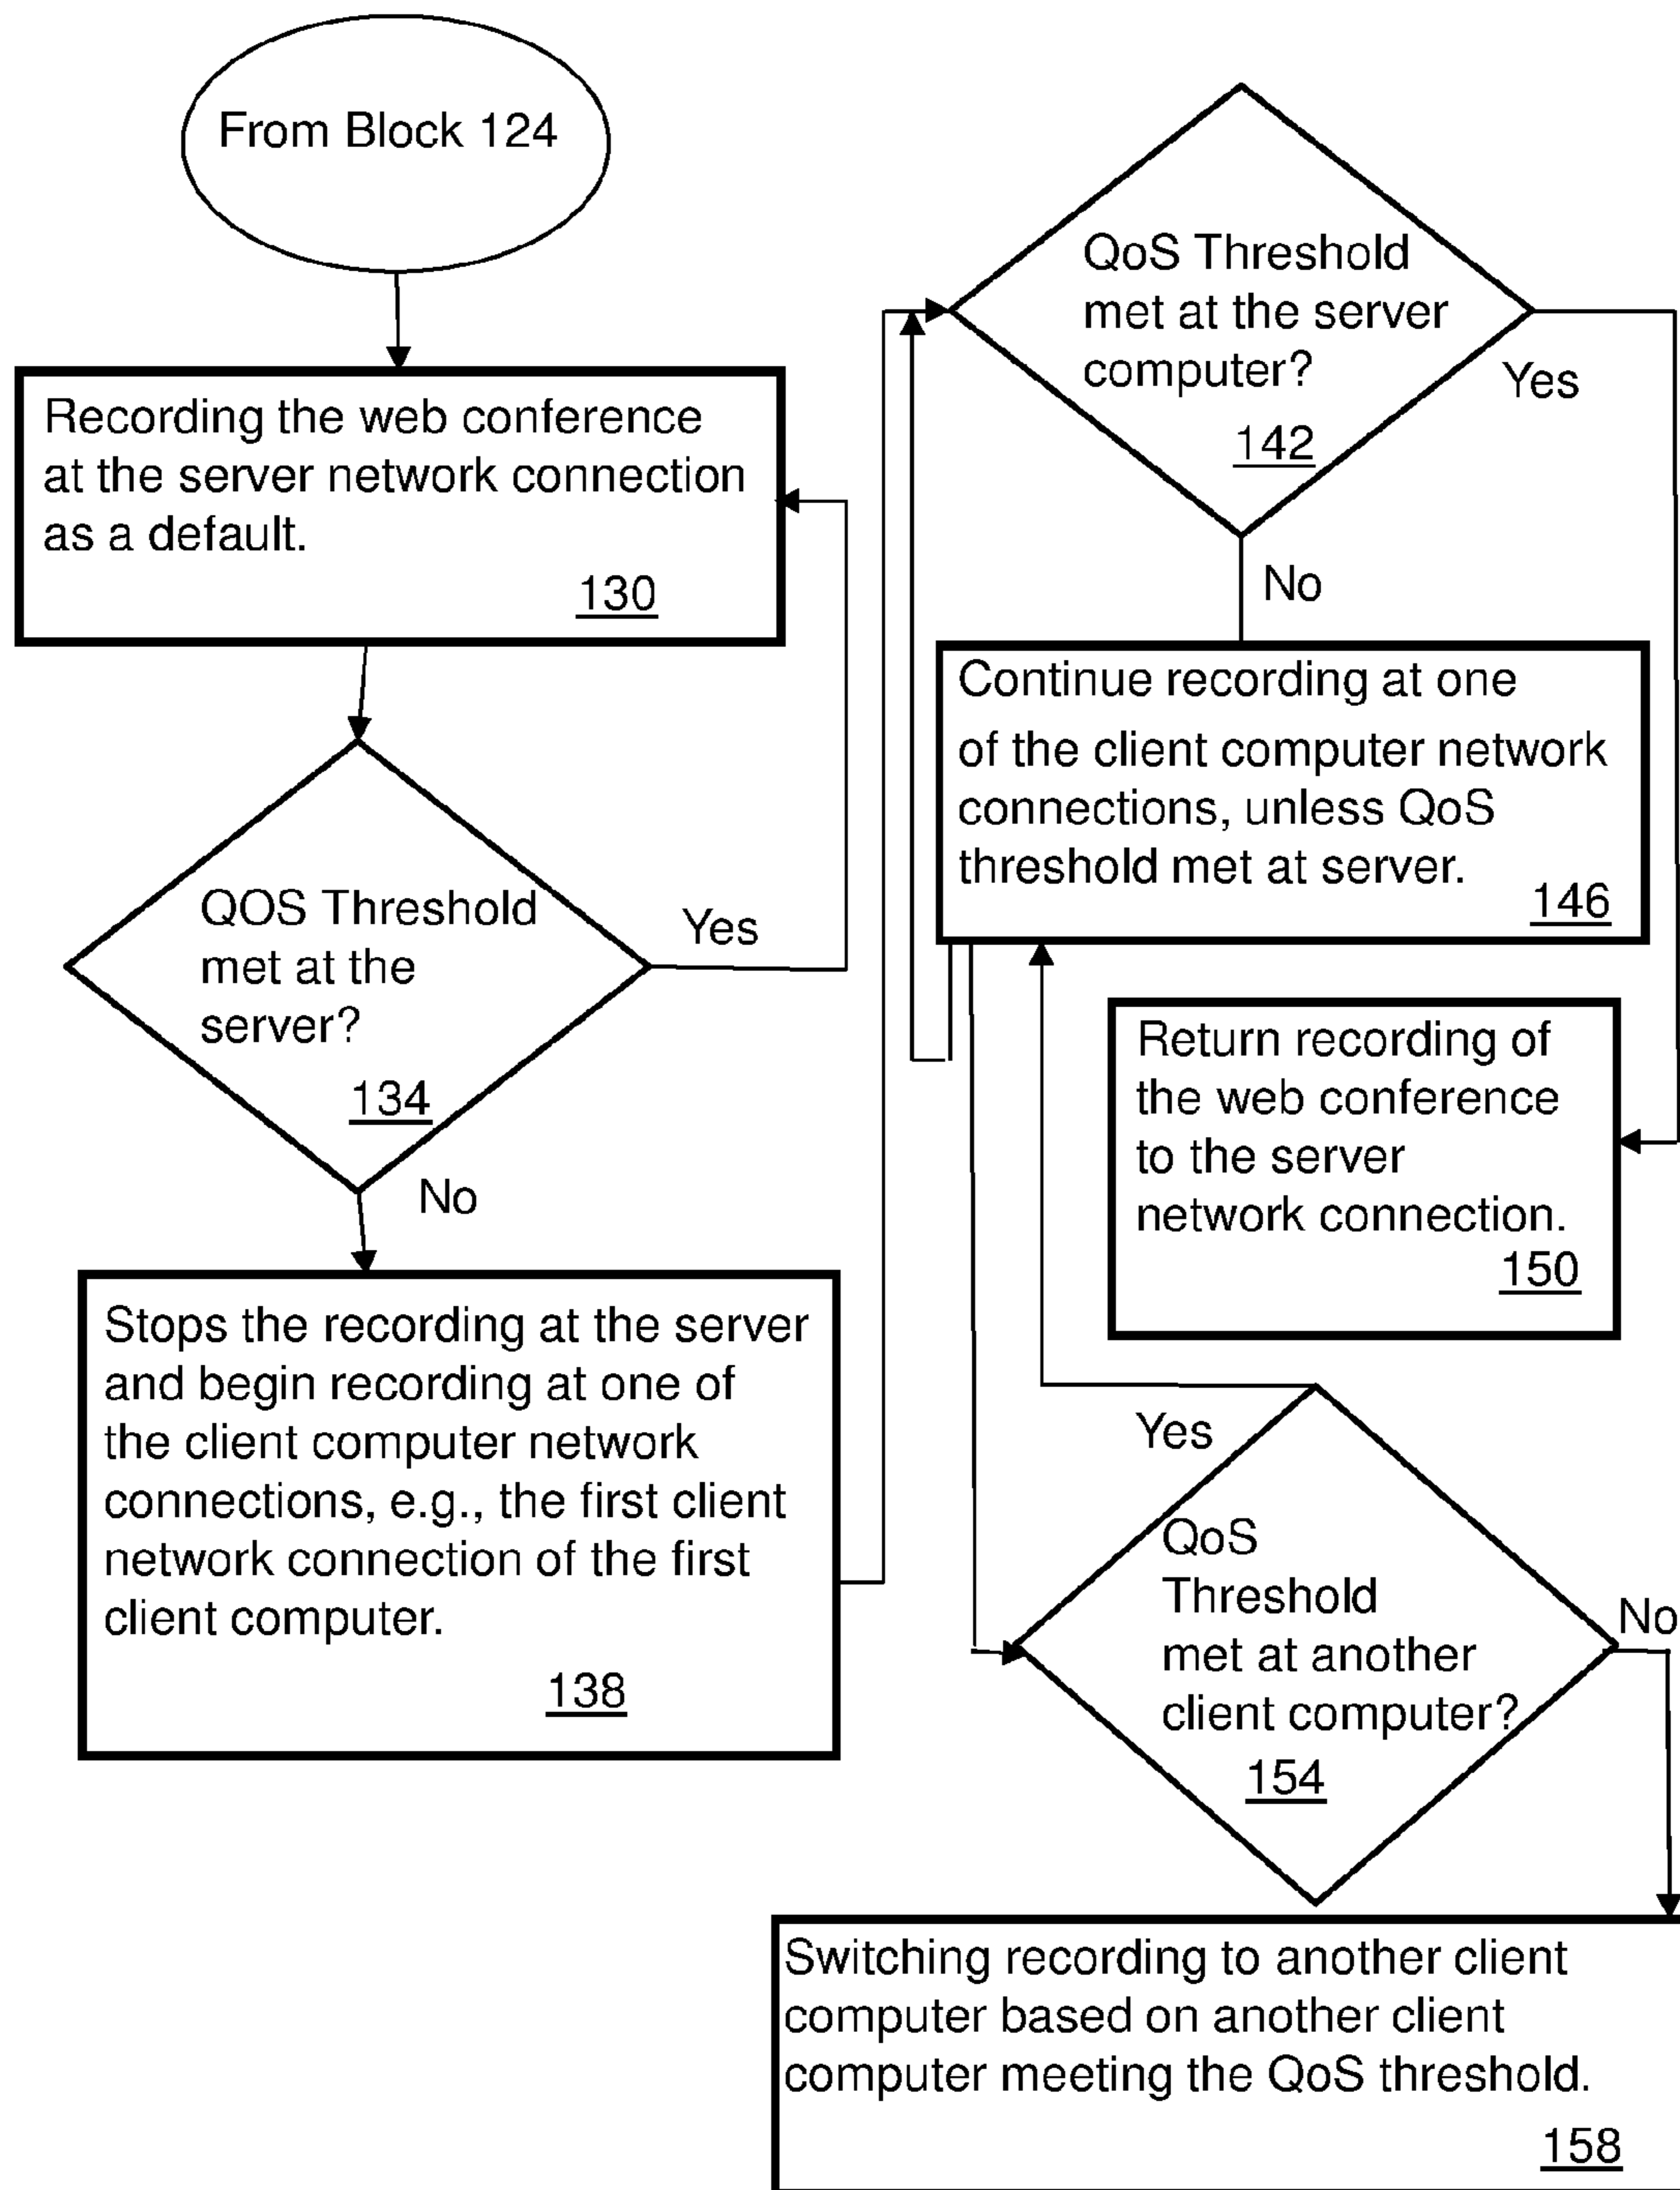 From Block 124
Recording the web conference
at the server network connection
as a default.
130
QOS Threshold
met at the
server?
134
Yes
No
Stops the recording at the server
and begin recording at one of
the client computer network
connections, e.g., the first client
network connection of the first
client computer.
138
QoS Threshold
met at the server
computer?
142
Yes
No
Continue recording at one
of the client computer network
connections, unless QoS
threshold met at server.
146
Return recording of
the web conference
to the server
network connection.
150
Yes
QoS
Threshold
met at another
client computer?
154
No
Switching recording to another client
computer based on another client
computer meeting the QoS threshold.
158